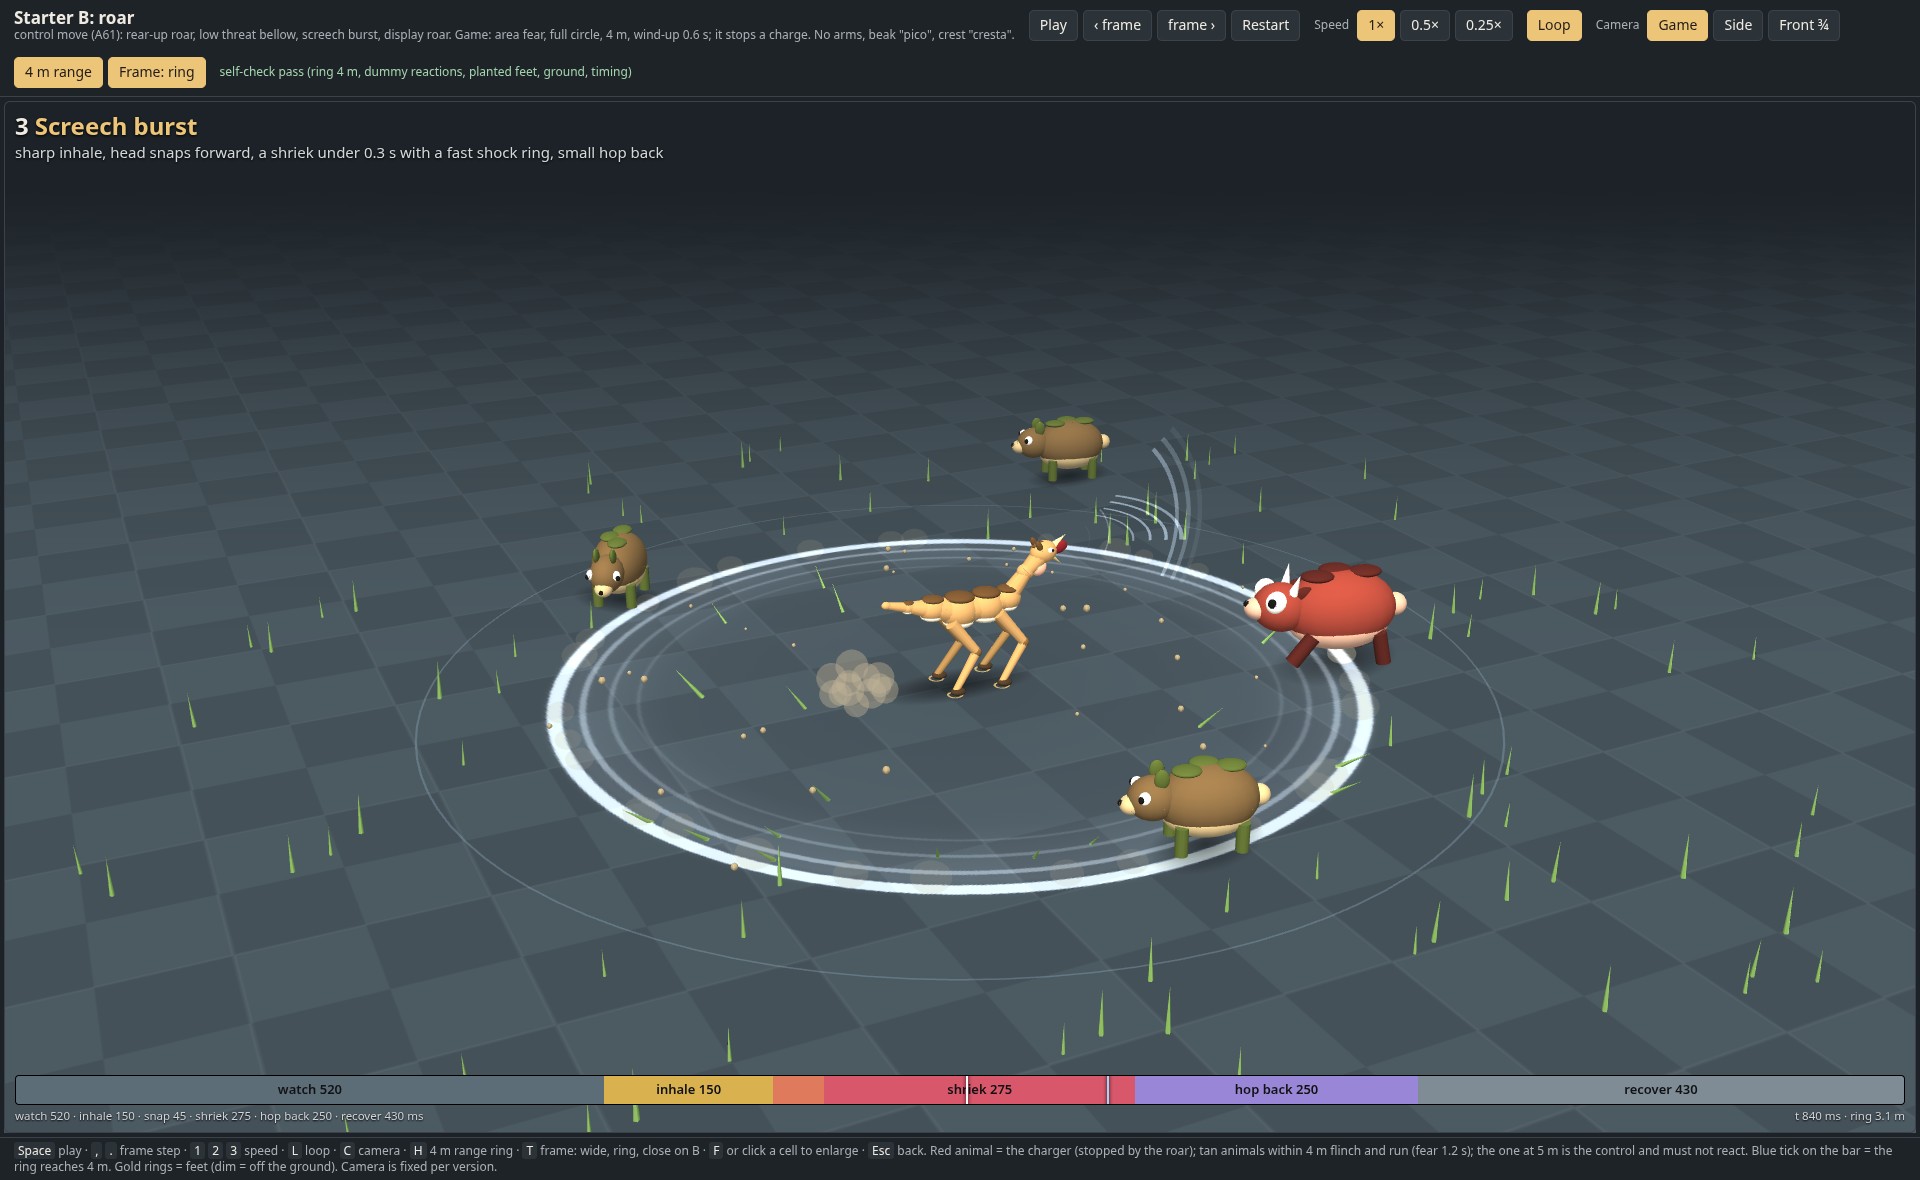 Starter B: roar
control move (A61): rear-up roar, low threat bellow, screech burst, display roar. Game: area fear, full circle, 4 m, wind-up 0.6 s; it stops a charge. No arms, beak "pico", crest "cresta".
Play ‹ frame frame › Restart Speed 1× 0.5× 0.25× Loop Camera Game Side Front ¾
4 m range Frame: ring self-check pass (ring 4 m, dummy reactions, planted feet, ground, timing)
3 Screech burst
sharp inhale, head snaps forward, a shriek under 0.3 s with a fast shock ring, small hop back
watch 520 inhale 150 shriek 275 hop back 250 recover 430
watch 520 · inhale 150 · snap 45 · shriek 275 · hop back 250 · recover 430 ms t 840 ms · ring 3.1 m
Space play · , . frame step · 1 2 3 speed · L loop · C camera · H 4 m range ring · T frame: wide, ring, close on B · F or click a cell to enlarge · Esc back. Red animal = the charger (stopped by the roar); tan animals within 4 m flinch and run (fear 1.2 s); the one at 5 m is the control and must not react. Blue tick on the bar = the
ring reaches 4 m. Gold rings = feet (dim = off the ground). Camera is fixed per version.